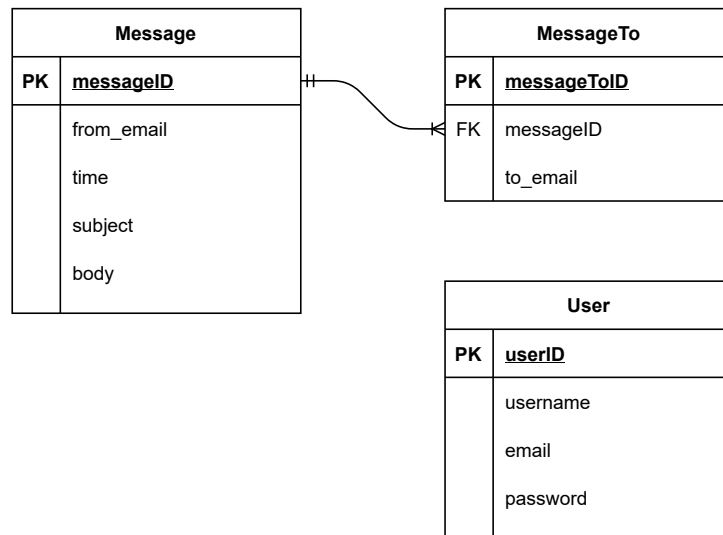 Message
PK messageID
from_email
time
subject
body
MessageTo
PK messageToID
FK messageID
to_email
User
PK userID
username
email
password